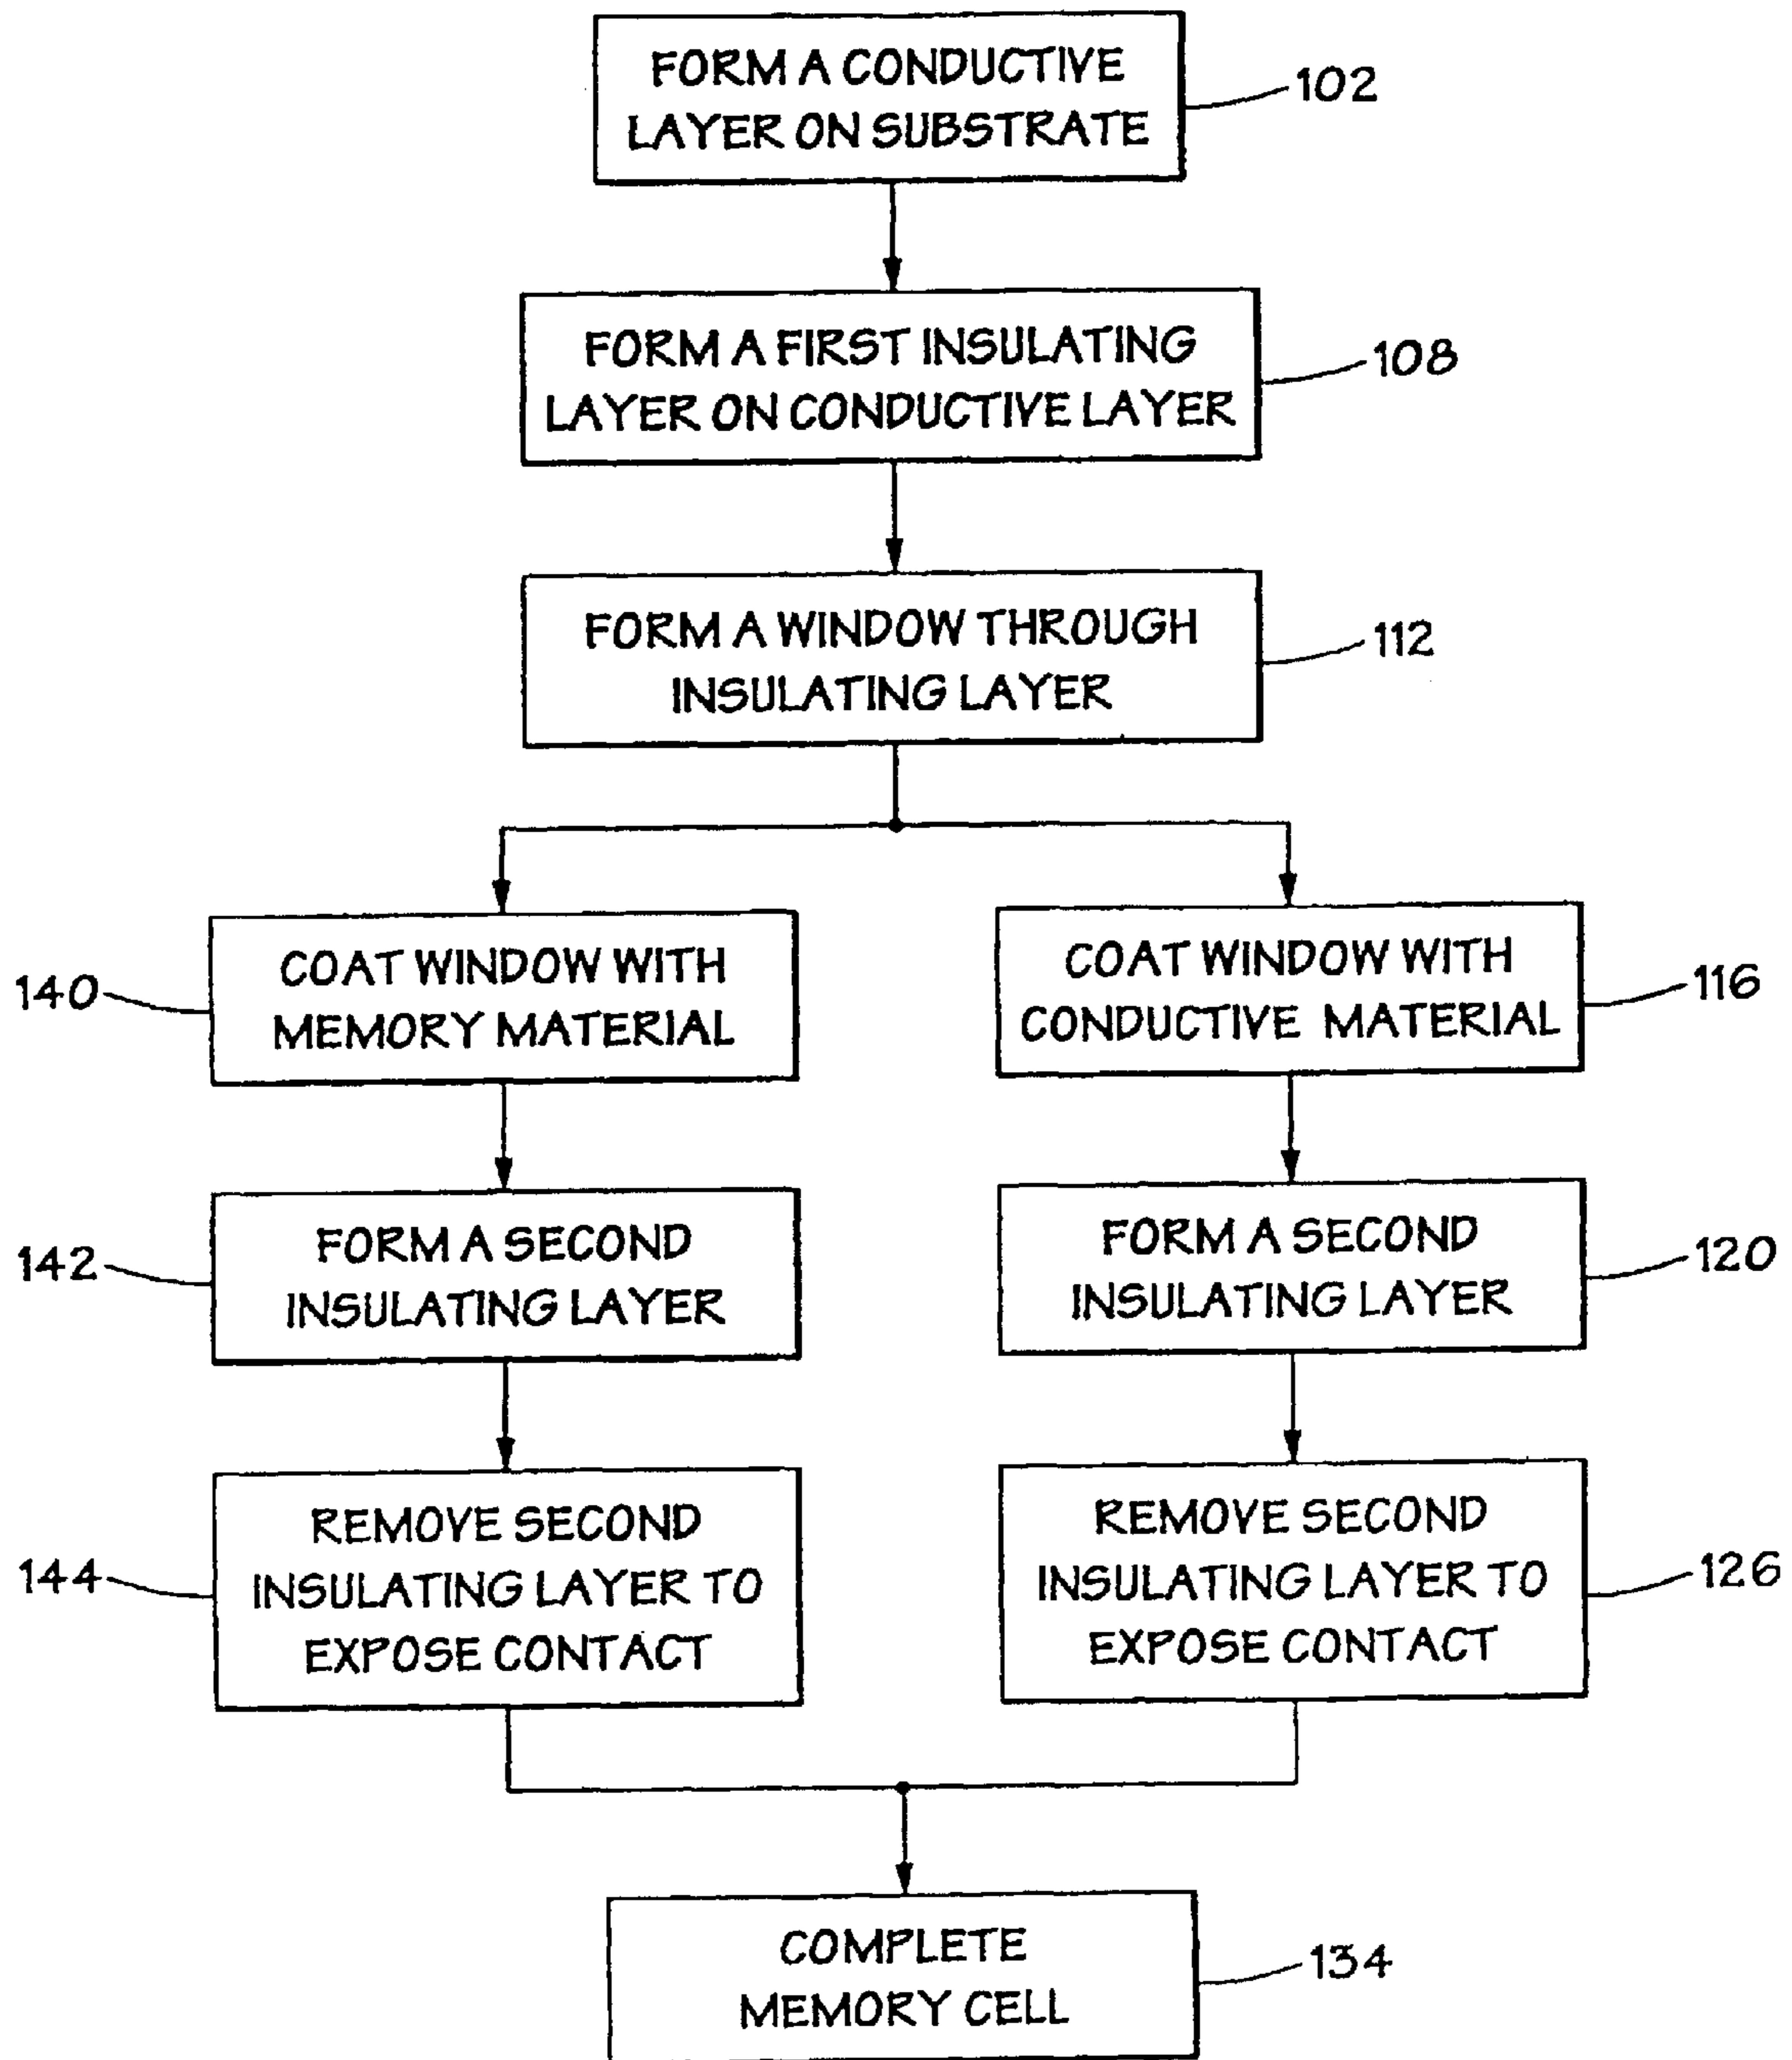 FORM A CONDUCTIVE
LAYER ON SUBSTRATE
102
FORM A FIRST INSULATING
LAYER ON CONDUCTIVE LAYER
108
FORM A WINDOW THROUGH
INSULATING LAYER
112
140
COAT WINDOW WITH
MEMORY MATERIAL
COAT WINDOW WITH
CONDUCTIVE MATERIAL
116
142
FORM A SECOND
INSULATING LAYER
FORM A SECOND
INSULATING LAYER
120
144
REMOVE SECOND
INSULATING LAYER TO
EXPOSE CONTACT
REMOVE SECOND
INSULATING LAYER TO
EXPOSE CONTACT
126
COMPLETE
MEMORY CELL
134